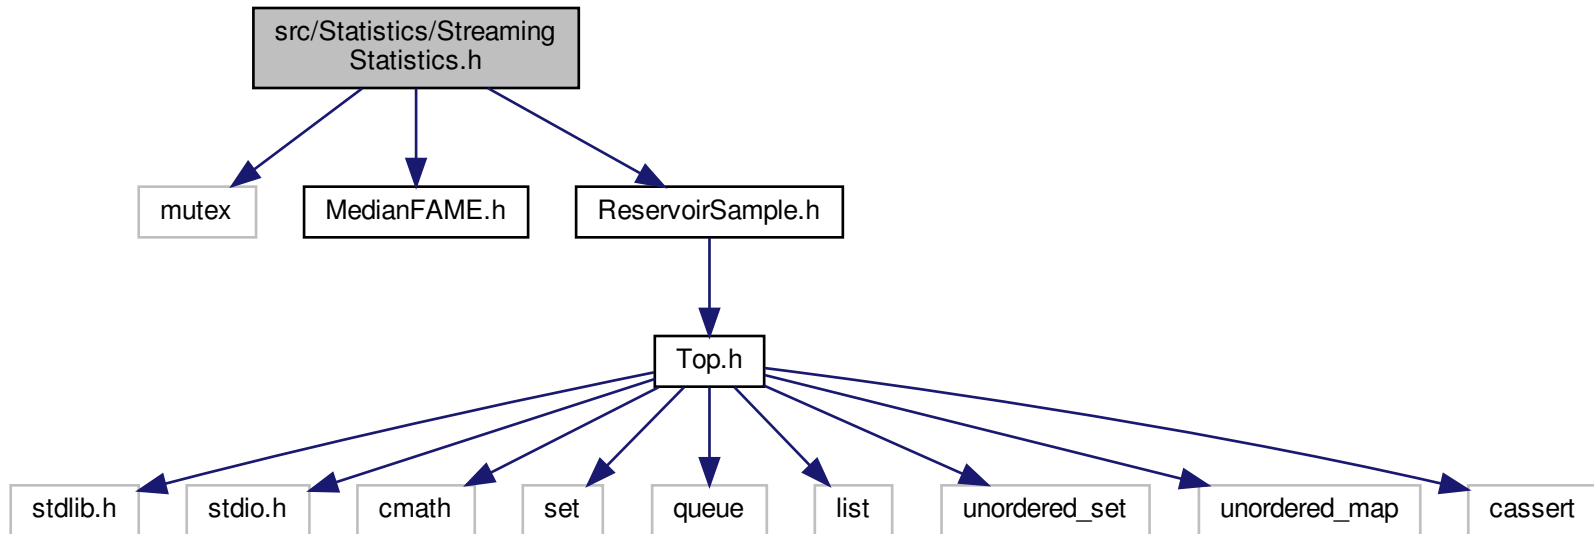 src/Statistics/Streaming
Statistics.h
mutex
MedianFAME.h
ReservoirSample.h
Top.h
stdlib.h
stdio.h
cmath
set
queue
list
unordered_set
unordered_map
cassert